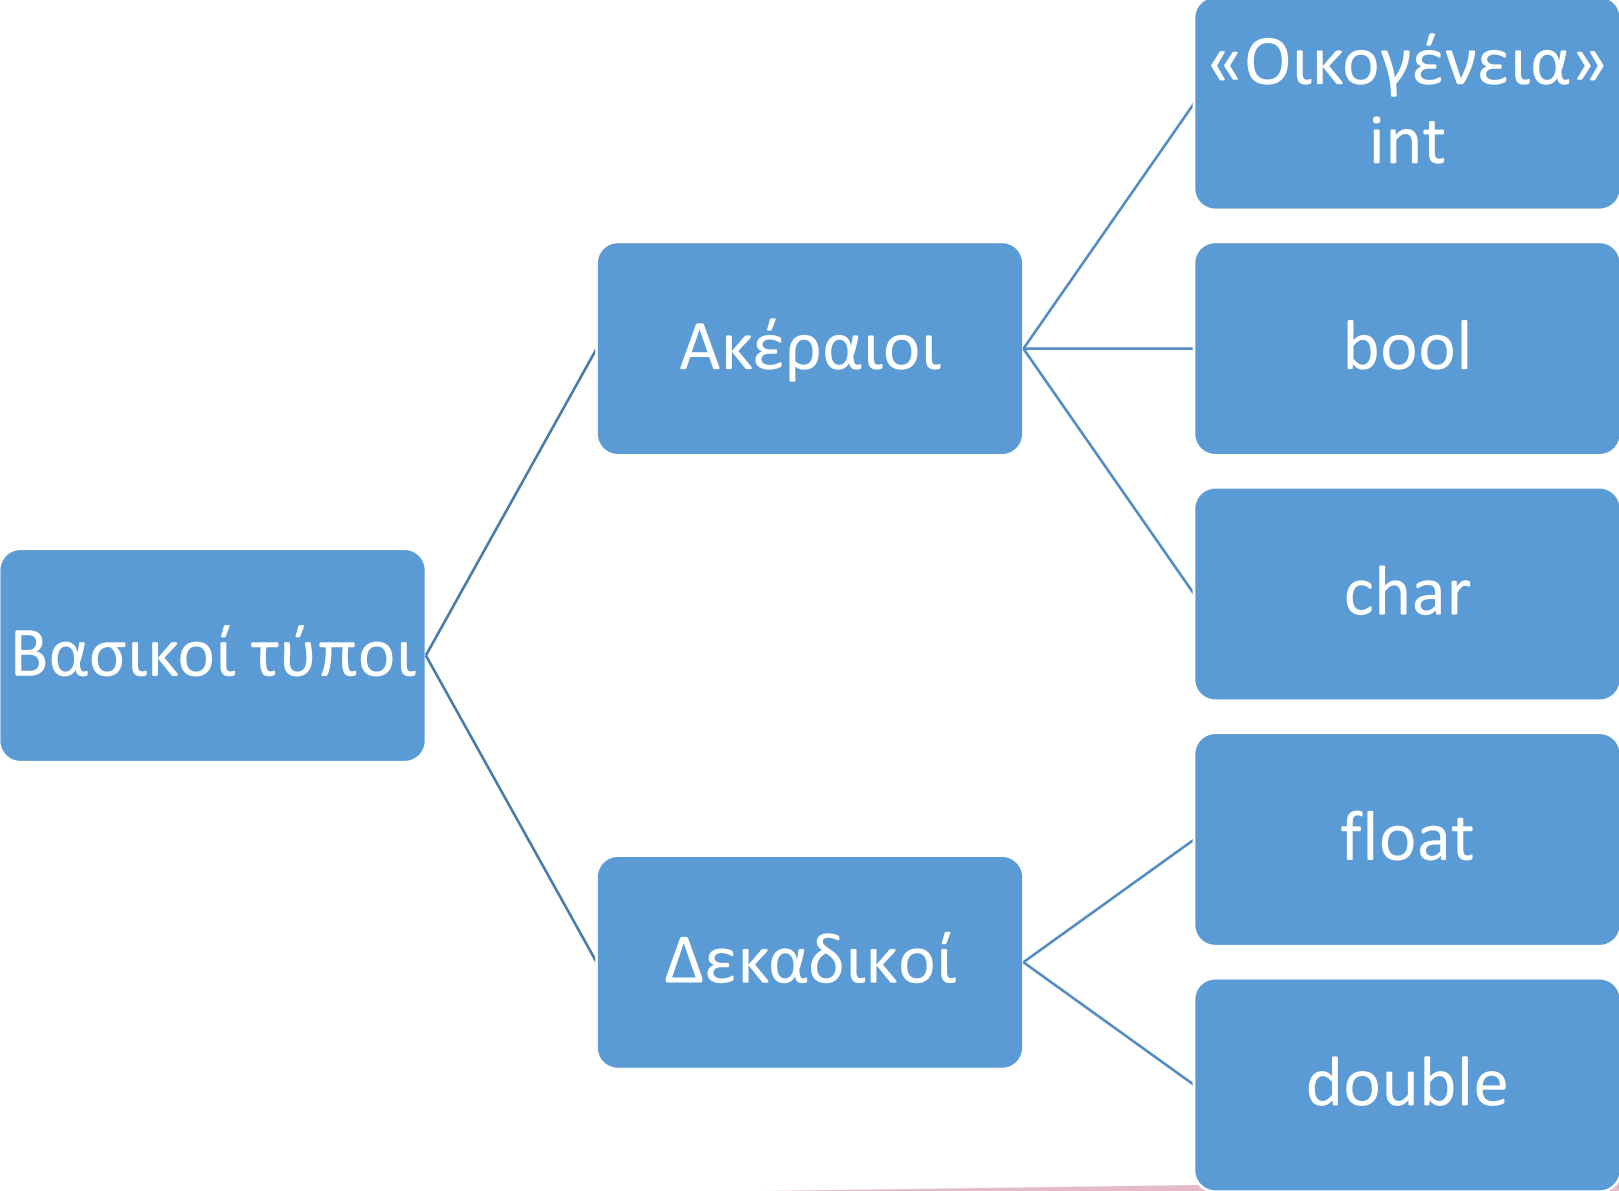 Βασικοί τύποι
Ακέραιοι
«Οικογένεια»
int
bool
char
Δεκαδικοί
float
double